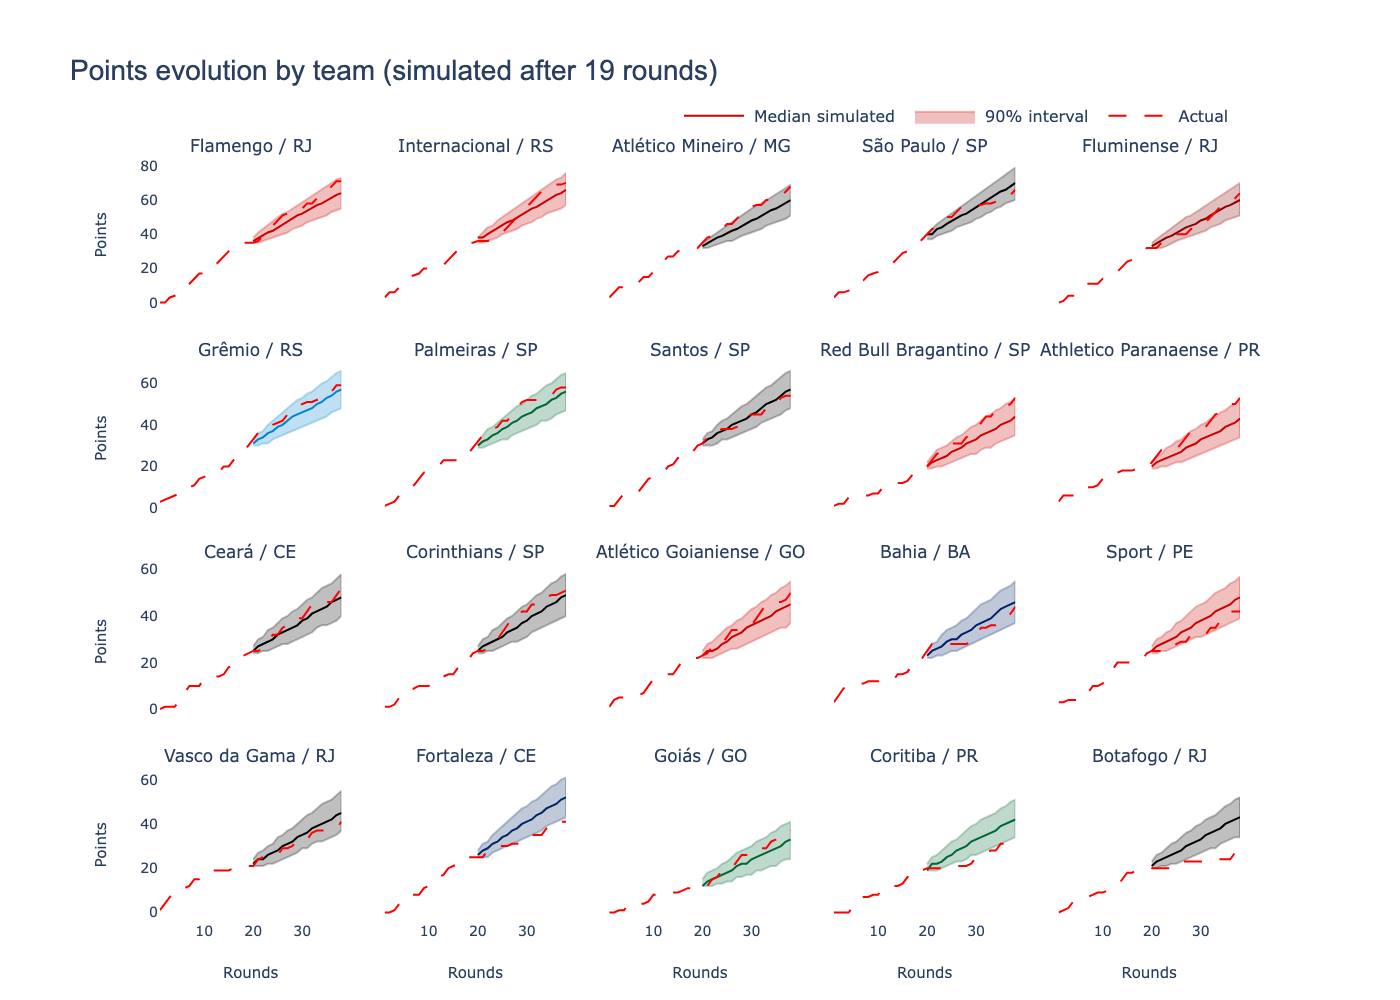 Points evolution by team (simulated after 19 rounds)
Median simulated 90% interval Actual
Flamengo / RJ Internacional / RS Atlético Mineiro / MG São Paulo / SP Fluminense / RJ
80
60
40
20
0
Points
Grêmio / RS Palmeiras / SP Santos / SP Red Bull Bragantino / SP Athletico Paranaense / PR
60
40
20
0
Points
Ceará / CE Corinthians / SP Atlético Goianiense / GO Bahia / BA Sport / PE
60
40
20
0
Points
Vasco da Gama / RJ Fortaleza / CE Goiás / GO Coritiba / PR Botafogo / RJ
60
40
20
0
Points
10 20 30 10 20 30 10 20 30 10 20 30 10 20 30
Rounds Rounds Rounds Rounds Rounds